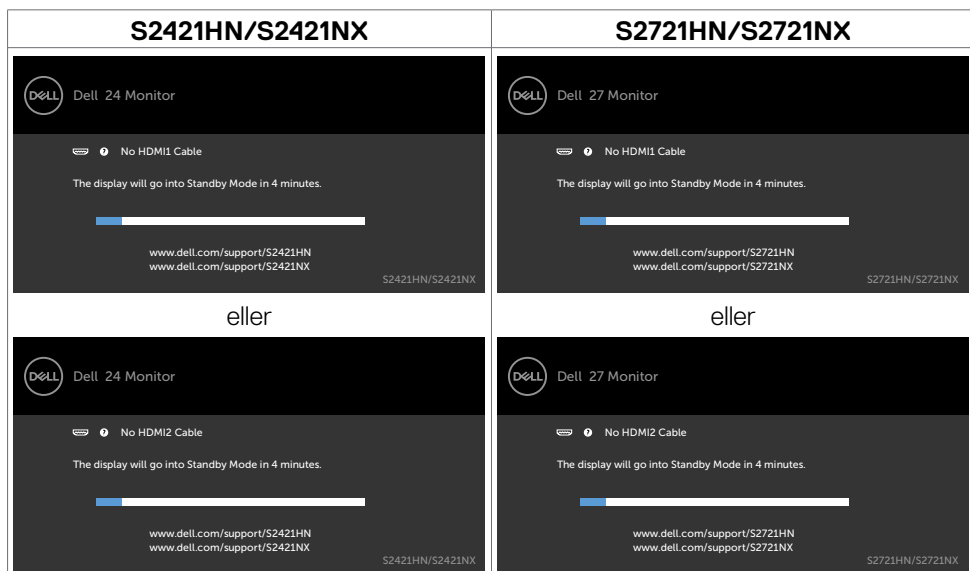 S2421HN/S2421NX
S2721HN/S2721NX
DELL Dell 24 Monitor
No HDMI1 Cable
The display will go into Standby Mode in 4 minutes.
www.dell.com/support/S2421HN
www.dell.com/support/S2421NX
S2421HN/S2421NX
DELL Dell 27 Monitor
No HDMI1 Cable
The display will go into Standby Mode in 4 minutes.
www.dell.com/support/S2721HN
www.dell.com/support/S2721NX
S2721HN/S2721NX
eller
eller
DELL Dell 24 Monitor
? No HDMI2 Cable
The display will go into Standby Mode in 4 minutes.
www.dell.com/support/S2421HN
www.dell.com/support/S2421NX
S2421HN/S2421NX
DELL Dell 27 Monitor
? No HDMI2 Cable
The display will go into Standby Mode in 4 minutes.
www.dell.com/support/S2721HN
www.dell.com/support/S2721NX
S2721HN/S2721NX